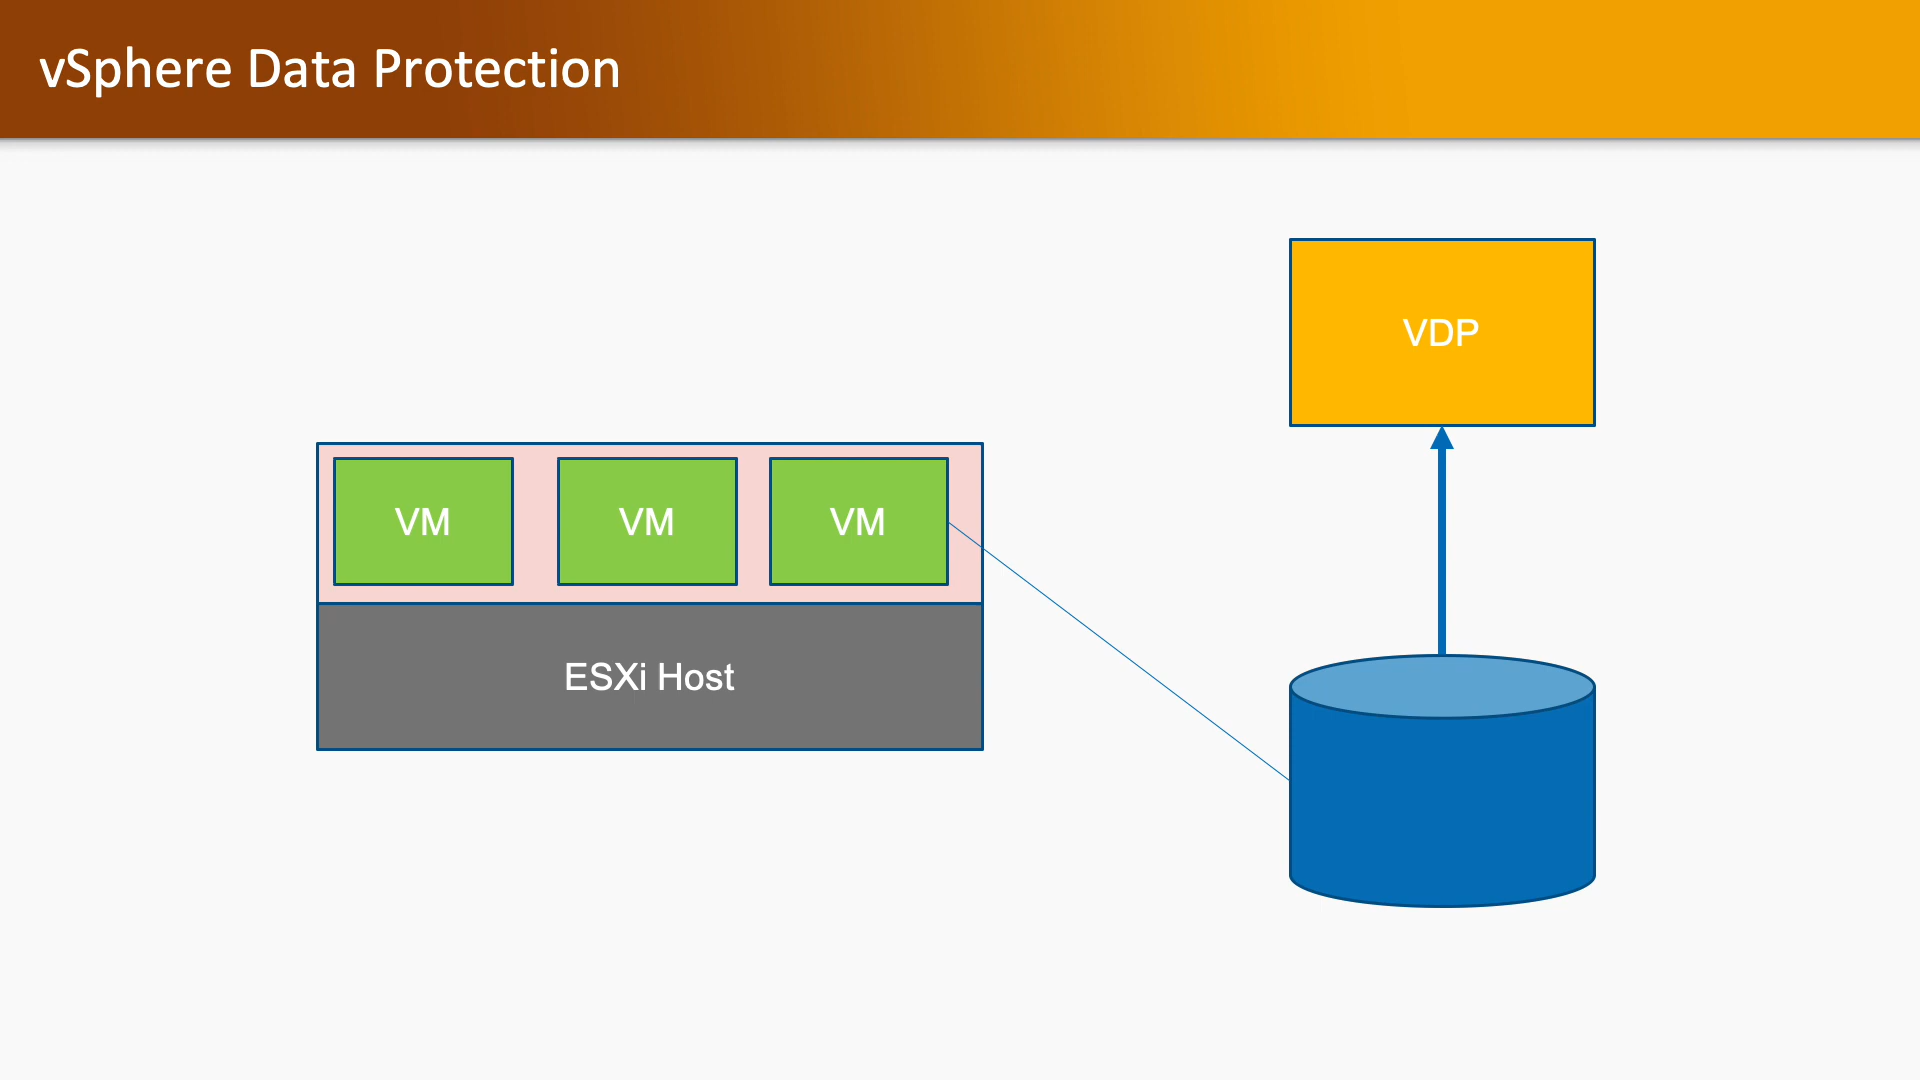 vSphere Data Protection
VDP
VM
VM
VM
ESXi Host